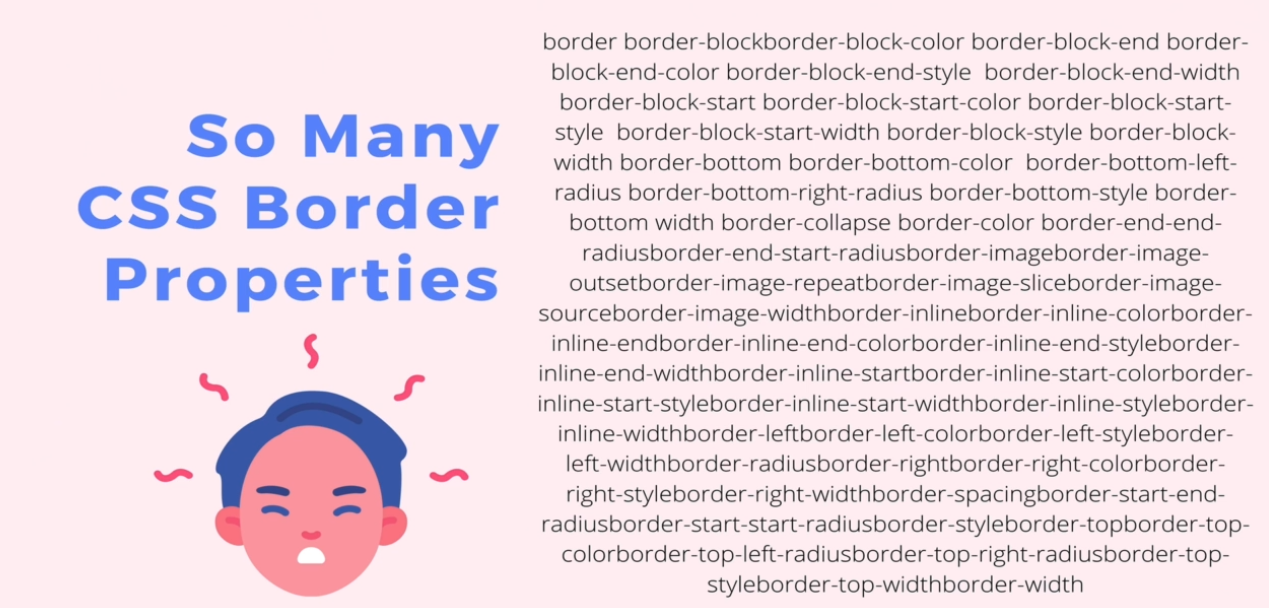 So Many
CSS Border
Properties
border border-blockborder-block-color border-block-end border-
block-end-color border-block-end-style  border-block-end-width
border-block-start border-block-start-color border-block-start-
style  border-block-start-width border-block-style border-block-
width border-bottom border-bottom-color  border-bottom-left-
radius border-bottom-right-radius border-bottom-style border-
bottom width border-collapse border-color border-end-end-
radiusborder-end-start-radiusborder-imageborder-image-
outsetborder-image-repeatborder-image-sliceborder-image-
sourceborder-image-widthborder-inlineborder-inline-colorborder-
inline-endborder-inline-end-colorborder-inline-end-styleborder-
inline-end-widthborder-inline-startborder-inline-start-colorborder-
inline-start-styleborder-inline-start-widthborder-inline-styleborder-
inline-widthborder-leftborder-left-colorborder-left-styleborder-
left-widthborder-radiusborder-rightborder-right-colorborder-
right-styleborder-right-widthborder-spacingborder-start-end-
radiusborder-start-start-radiusborder-styleborder-topborder-top-
colorborder-top-left-radiusborder-top-right-radiusborder-top-
styleborder-top-widthborder-width